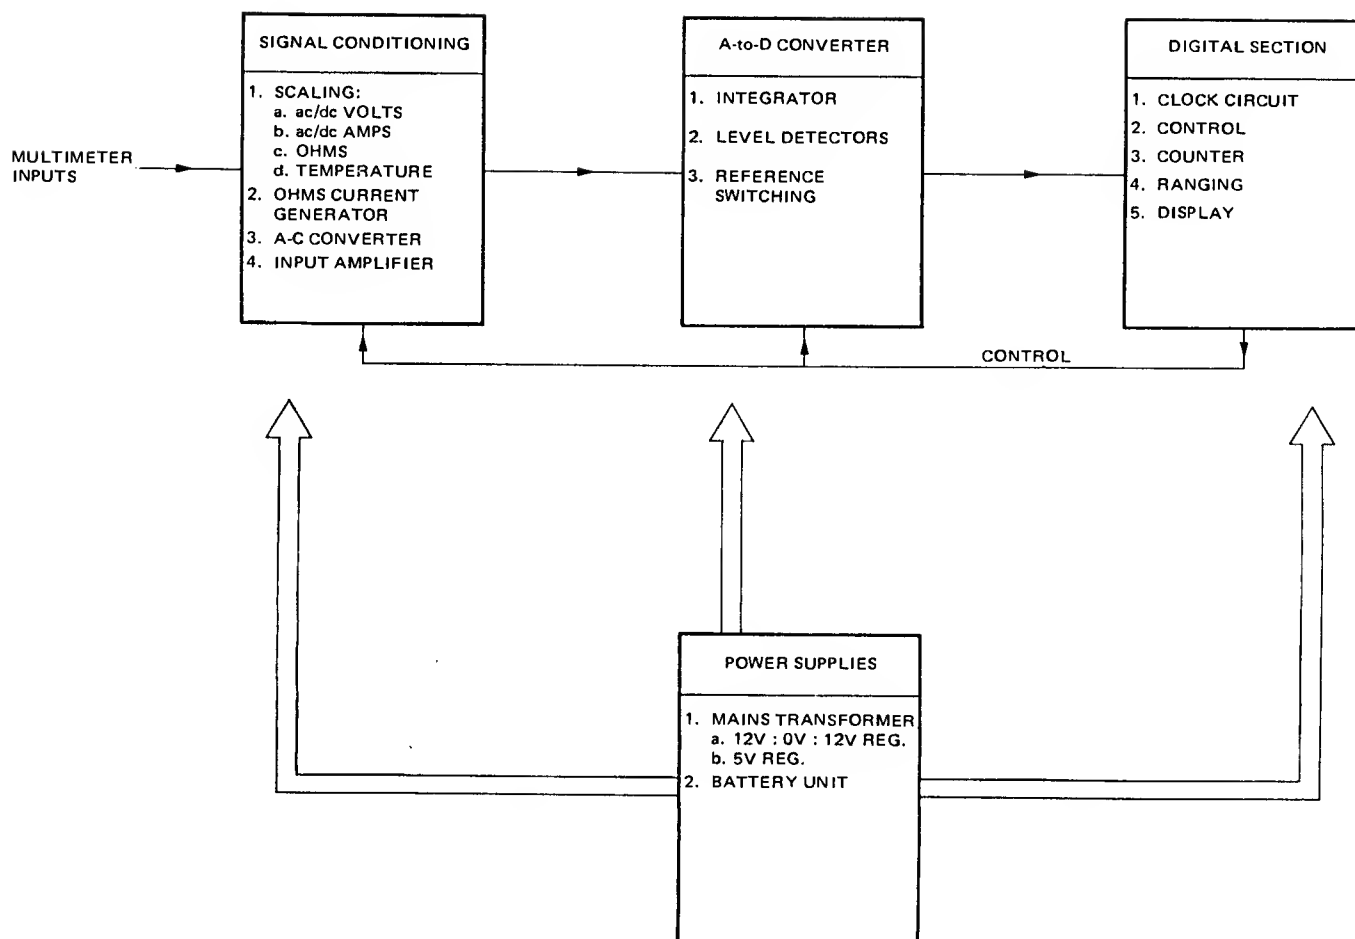 SIGNAL CONDITIONING
1. SCALING:
a. ac/dc VOLTS
b. ac/dc AMPS
c. OHMS
d. TEMPERATURE
2. OHMS CURRENT
GENERATOR
3. A-C CONVERTER
4. INPUT AMPLIFIER
MULTIMETER
INPUTS
A-to-D CONVERTER
1. INTEGRATOR
2. LEVEL DETECTORS
3. REFERENCE
SWITCHING
DIGITAL SECTION
1. CLOCK CIRCUIT
2. CONTROL
3. COUNTER
4. RANGING
5. DISPLAY
CONTROL
POWER SUPPLIES
1. MAINS TRANSFORMER
a. 12V : 0V : 12V REG.
b. 5V REG.
2. BATTERY UNIT